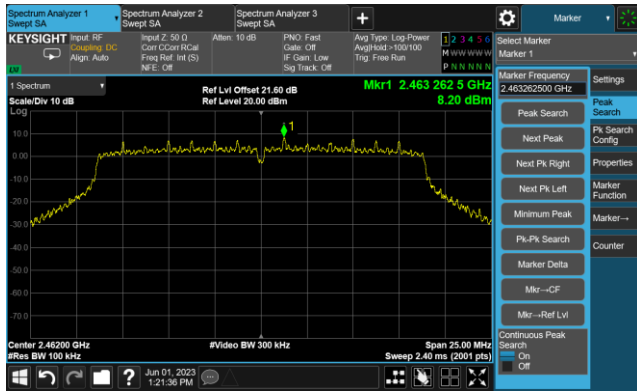 Spectrum Analyzer 1
Swept SA
Spectrum Analyzer 2
Swept SA
Spectrum Analyzer 3
Swept SA
+
Marker
KEYSIGHT
Input: RF
Coupling: DC
Align: Auto
Input Z: 50 Ω
Corr CCorr RCal
Freq Ref: Int (S)
NFE: Off
Atten: 10 dB
PNO: Fast
Gate: Off
IF Gain: Low
Sig Track: Off
Avg Type: Log-Power
Avg|Hold:>100/100
Trig: Free Run
1 2 3 4 5 6
M W W W W W
P N N N N N
Select Marker
Marker 1
1 Spectrum
Scale/Div 10 dB
Log
Ref Lvl Offset 21.60 dB
Ref Level 20.00 dBm
Mkr1 2.463 262 5 GHz
8.20 dBm
1
10.0
0.00
-10.0
-20.0
-30.0
-40.0
-50.0
-60.0
-70.0
Center 2.46200 GHz
#Res BW 100 kHz
#Video BW 300 kHz
Span 25.00 MHz
Sweep 2.40 ms (2001 pts)
Marker Frequency
2.463262500 GHz
Peak Search
Next Peak
Next Pk Right
Next Pk Left
Minimum Peak
Pk-Pk Search
Marker Delta
Mkr→CF
Mkr→Ref Lvl
Continuous Peak
Search
On
Off
Settings
Peak
Search
Pk Search
Config
Properties
Marker
Function
Marker→
Counter
?
Jun 01, 2023
1:21:36 PM